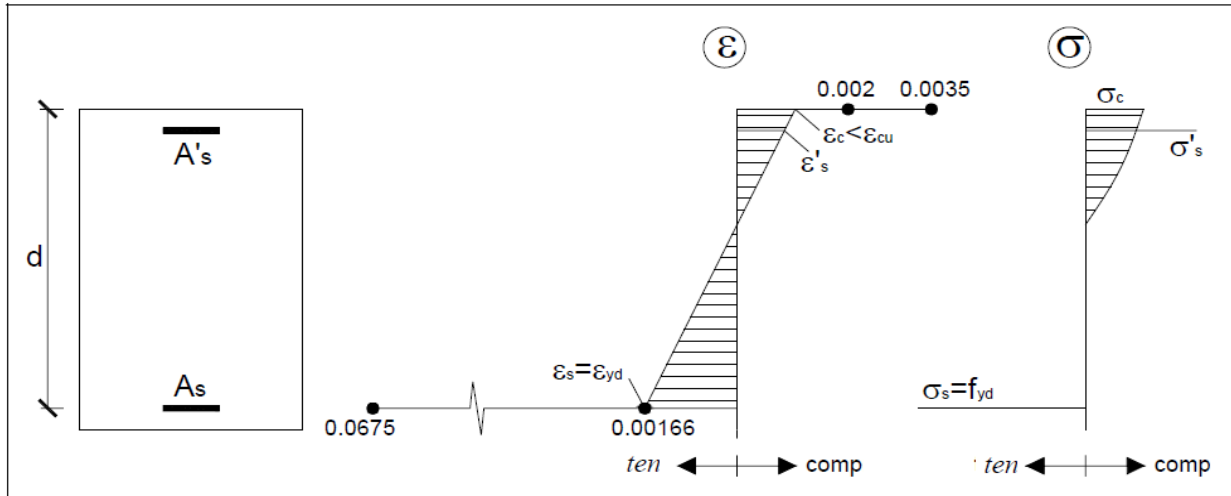 ε
σ
0.002
0.0035
σc
εc<εcu
A's
ε's
σ's
d
εs=εyd
As
σs=fyd
0.0675
0.00166
ten
comp
ten
comp